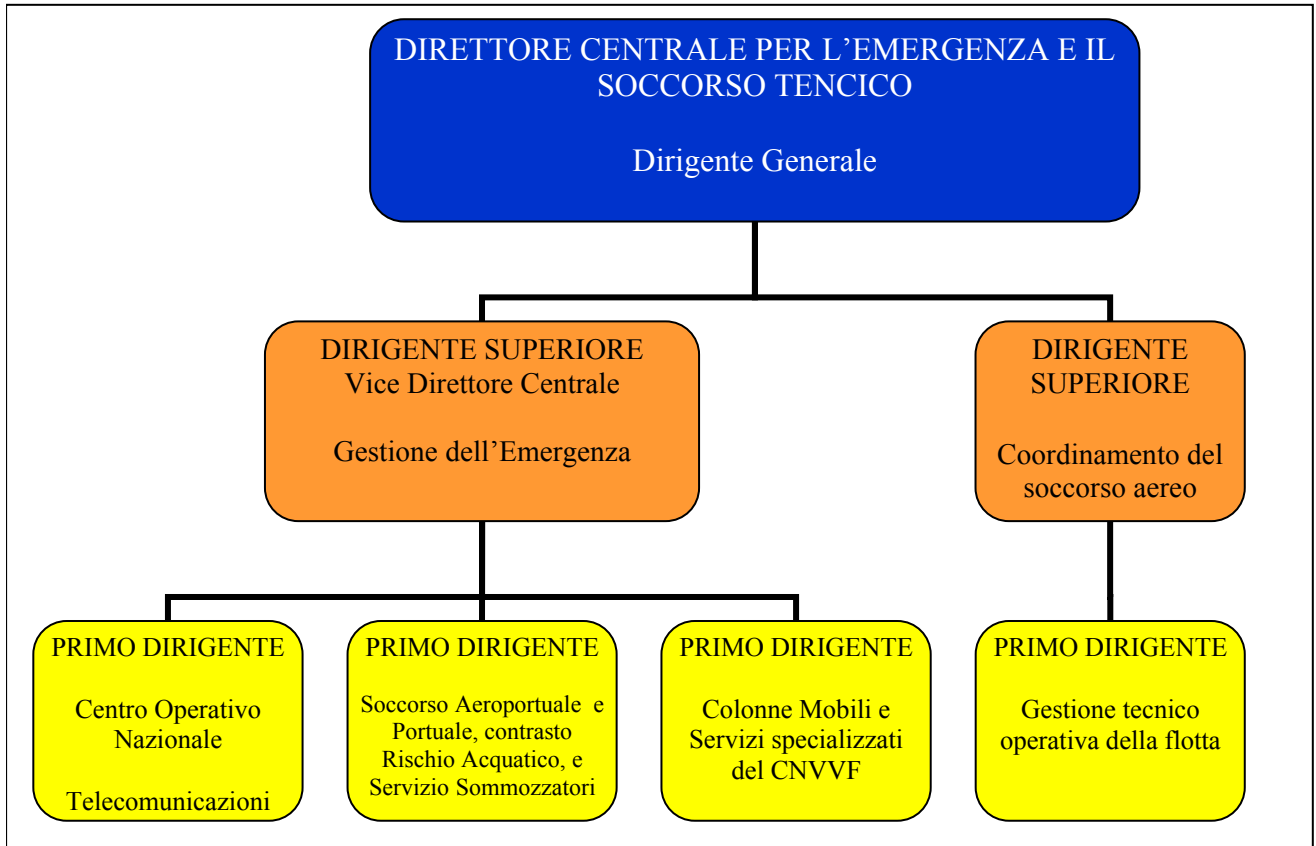 DIRETTORE CENTRALE PER L’EMERGENZA E IL
SOCCORSO TENCICO
Dirigente Generale
DIRIGENTE SUPERIORE
Vice Direttore Centrale
Gestione dell’Emergenza
DIRIGENTE
SUPERIORE
Coordinamento del
soccorso aereo
PRIMO DIRIGENTE
Centro Operativo
Nazionale
Telecomunicazioni
PRIMO DIRIGENTE
Soccorso Aeroportuale e
Portuale, contrasto
Rischio Acquatico, e
Servizio Sommozzatori
PRIMO DIRIGENTE
Colonne Mobili e
Servizi specializzati
del CNVVF
PRIMO DIRIGENTE
Gestione tecnico
operativa della flotta